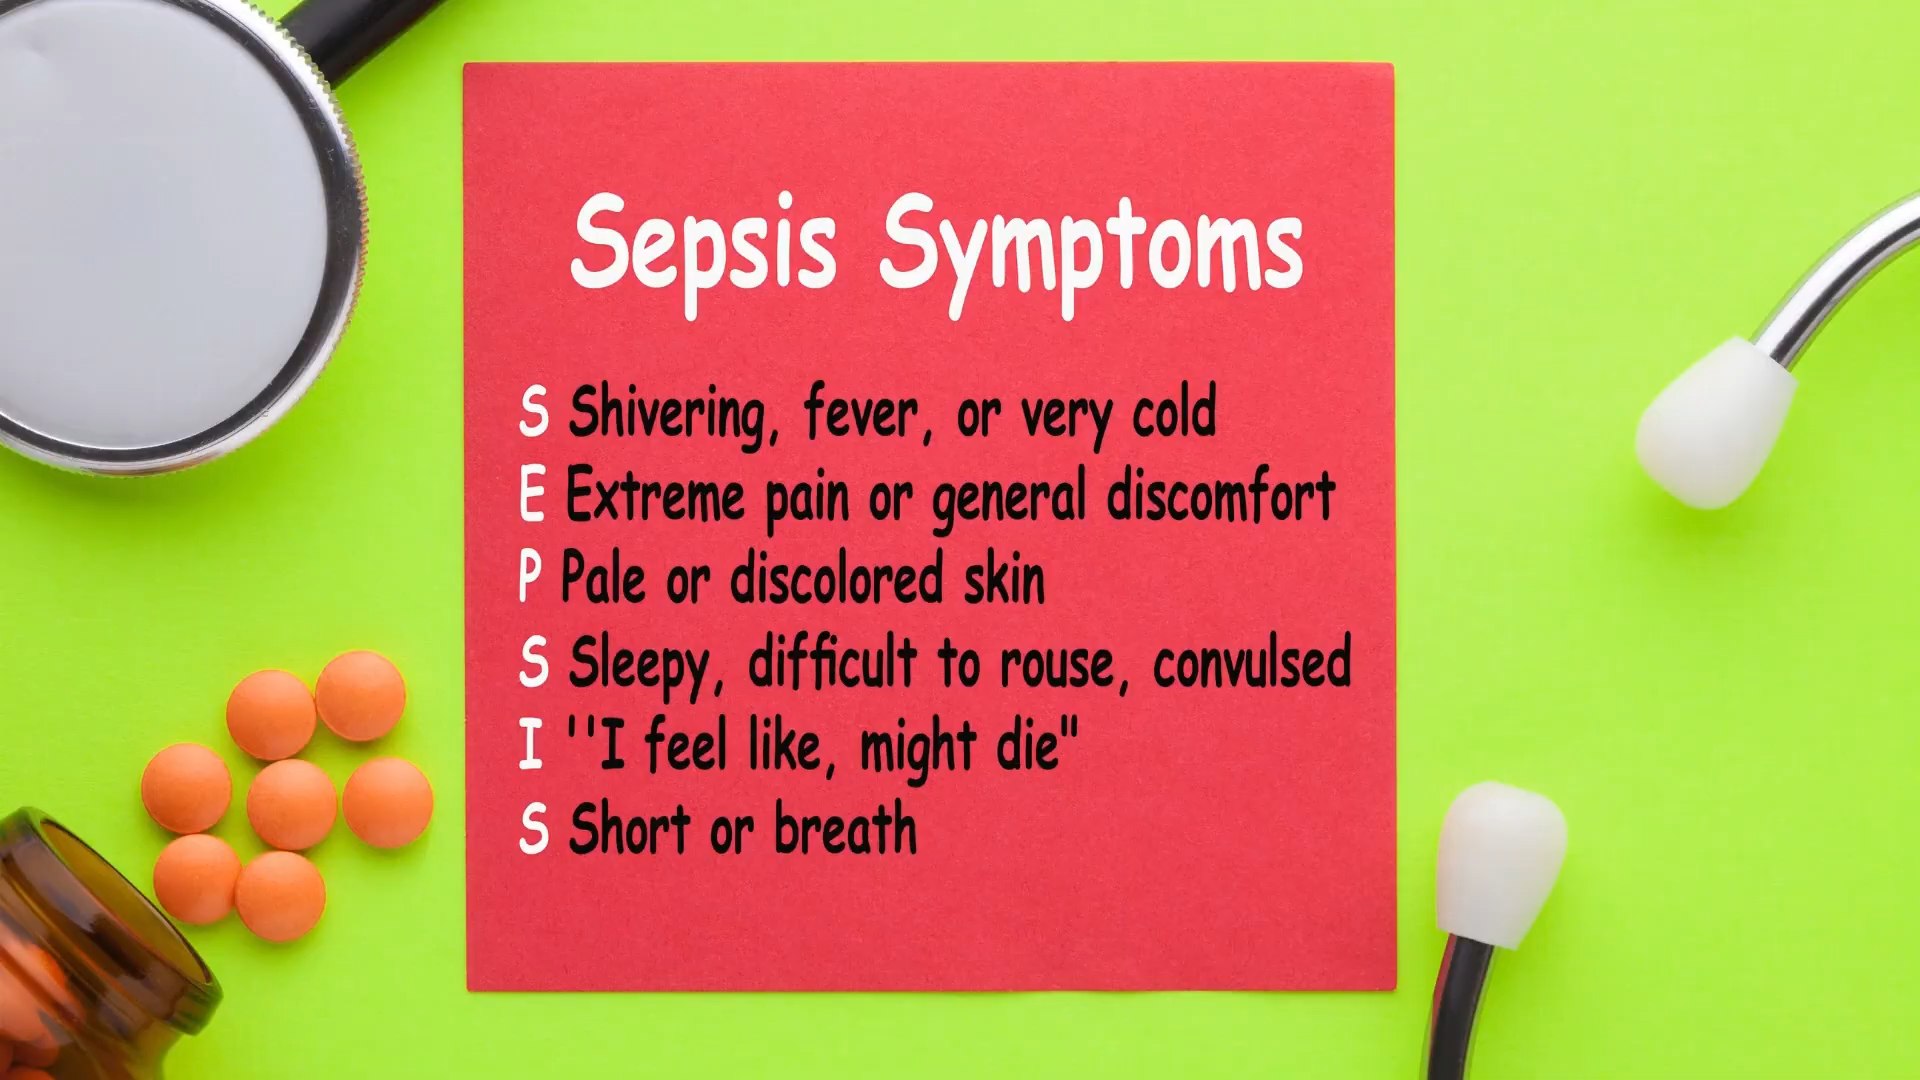 Sepsis Symptoms
S Shivering, fever, or very cold
E Extreme pain or general discomfort
P Pale or discolored skin
S Sleepy, difficult to rouse, convulsed
I ''I feel like, might die"
S Short or breath